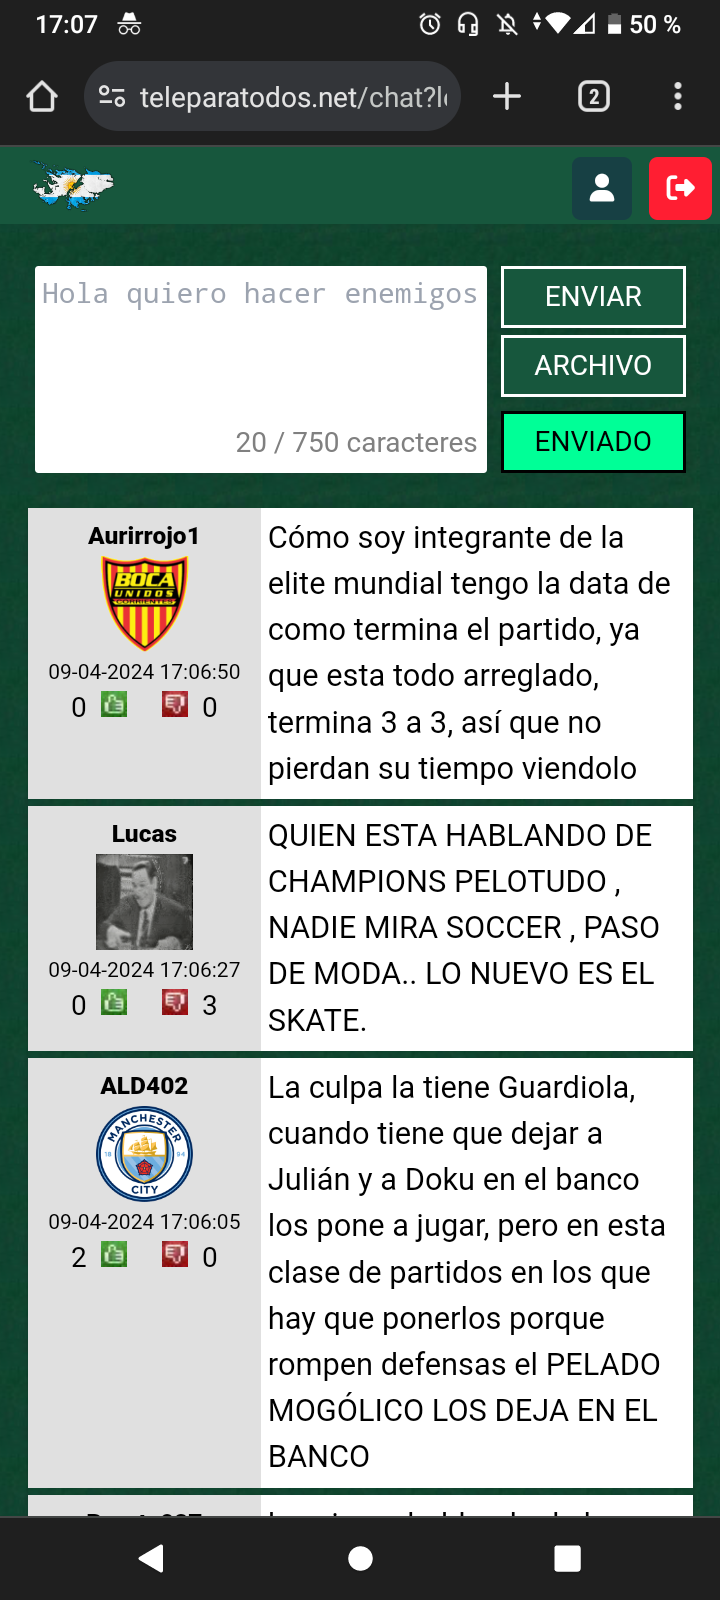 17:07
50 %
teleparatodos.net/chat?l
2
Hola quiero hacer enemigos
ENVIAR
ARCHIVO
20 / 750 caracteres
ENVIADO
Aurirrojo1
BOCA
UNIDOS
CORRIENTES
09-04-2024 17:06:50
0 0
Cómo soy integrante de la
elite mundial tengo la data de
como termina el partido, ya
que esta todo arreglado,
termina 3 a 3, así que no
pierdan su tiempo viendolo
Lucas
09-04-2024 17:06:27
0 3
QUIEN ESTA HABLANDO DE
CHAMPIONS PELOTUDO ,
NADIE MIRA SOCCER , PASO
DE MODA.. LO NUEVO ES EL
SKATE.
ALD402
MANCHESTER
18 94
CITY
09-04-2024 17:06:05
2 0
La culpa la tiene Guardiola,
cuando tiene que dejar a
Julián y a Doku en el banco
los pone a jugar, pero en esta
clase de partidos en los que
hay que ponerlos porque
rompen defensas el PELADO
MOGÓLICO LOS DEJA EN EL
BANCO